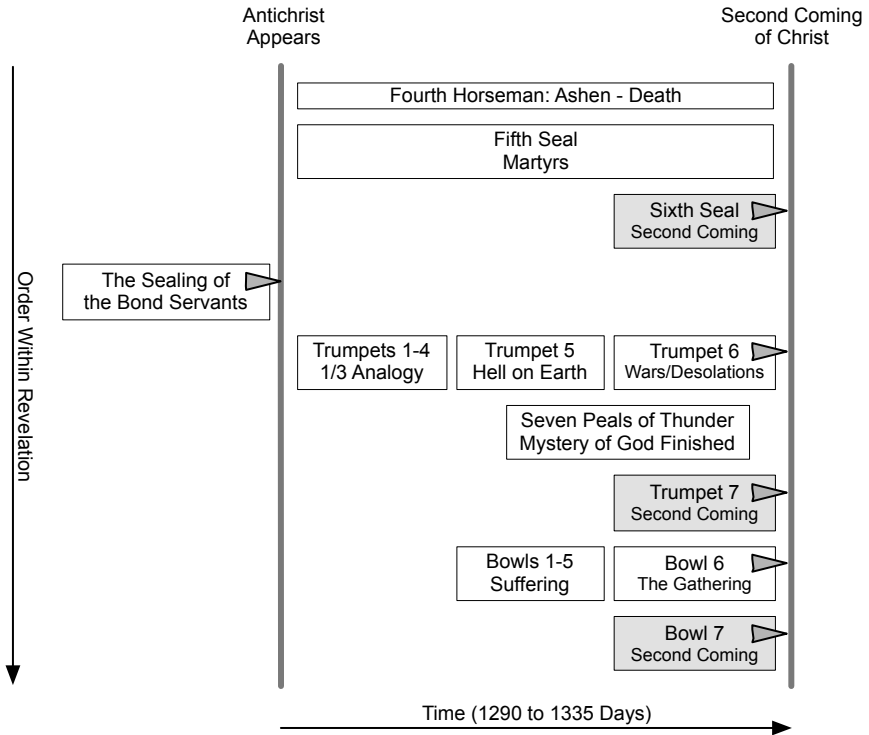 Antichrist
Appears
Second Coming
of Christ
Fourth Horseman: Ashen - Death
Fifth Seal
Martyrs
Sixth Seal
Second Coming
The Sealing of
the Bond Servants
Order Within Revelation
Trumpets 1-4
1/3 Analogy
Trumpet 5
Hell on Earth
Trumpet 6
Wars/Desolations
Seven Peals of Thunder
Mystery of God Finished
Trumpet 7
Second Coming
Bowls 1-5
Suffering
Bowl 6
The Gathering
Bowl 7
Second Coming
Time (1290 to 1335 Days)